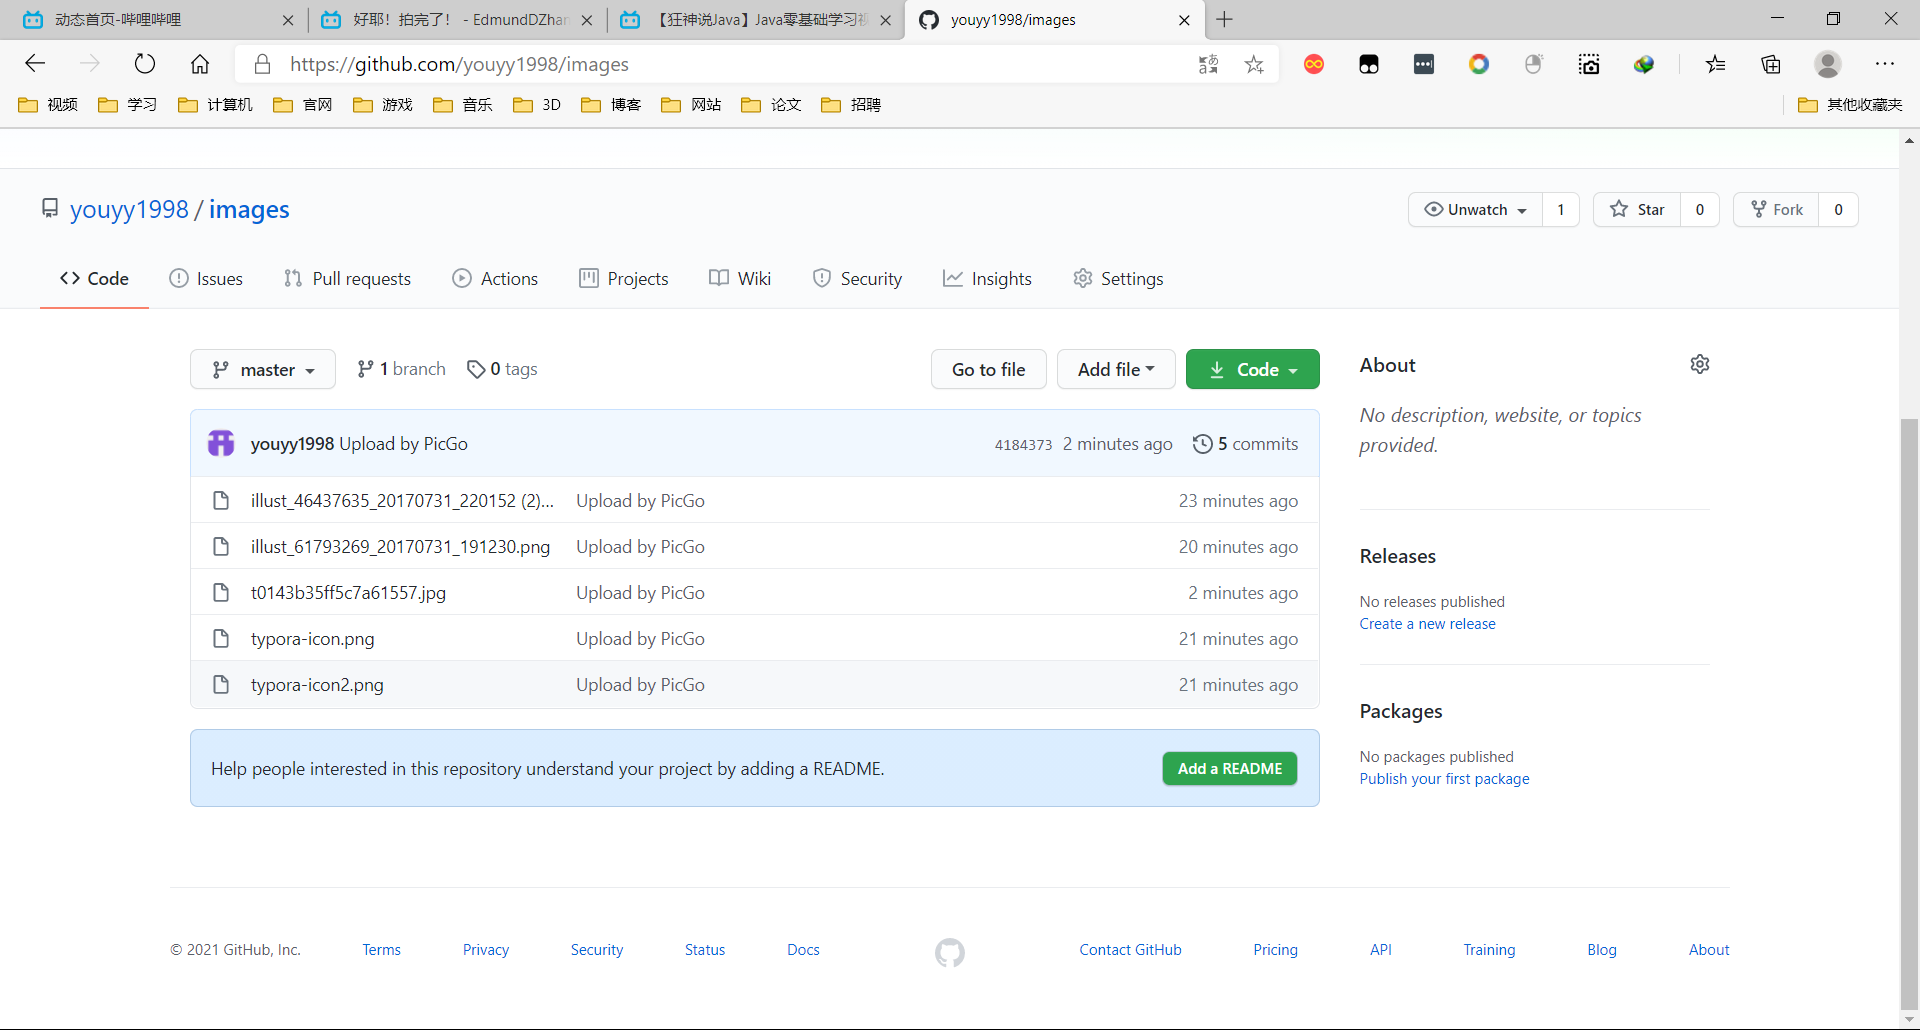 动态首页-哔哩哔哩
好耶！拍完了！ - EdmundDZhan
【狂神说Java】Java零基础学习视
youyy1998/images
https://github.com/youyy1998/images
视频 学习 计算机 官网 游戏 音乐 3D 博客 网站 论文 招聘 其他收藏夹
youyy1998 / images
Unwatch 1 Star 0 Fork 0
Code Issues Pull requests Actions Projects Wiki Security Insights Settings
master 1 branch 0 tags Go to file Add file Code
youyy1998 Upload by PicGo 4184373 2 minutes ago 5 commits
illust_46437635_20170731_220152 (2)... Upload by PicGo 23 minutes ago
illust_61793269_20170731_191230.png Upload by PicGo 20 minutes ago
t0143b35ff5c7a61557.jpg Upload by PicGo 2 minutes ago
typora-icon.png Upload by PicGo 21 minutes ago
typora-icon2.png Upload by PicGo 21 minutes ago
Help people interested in this repository understand your project by adding a README. Add a README
About
No description, website, or topics
provided.
Releases
No releases published
Create a new release
Packages
No packages published
Publish your first package
© 2021 GitHub, Inc. Terms Privacy Security Status Docs Contact GitHub Pricing API Training Blog About